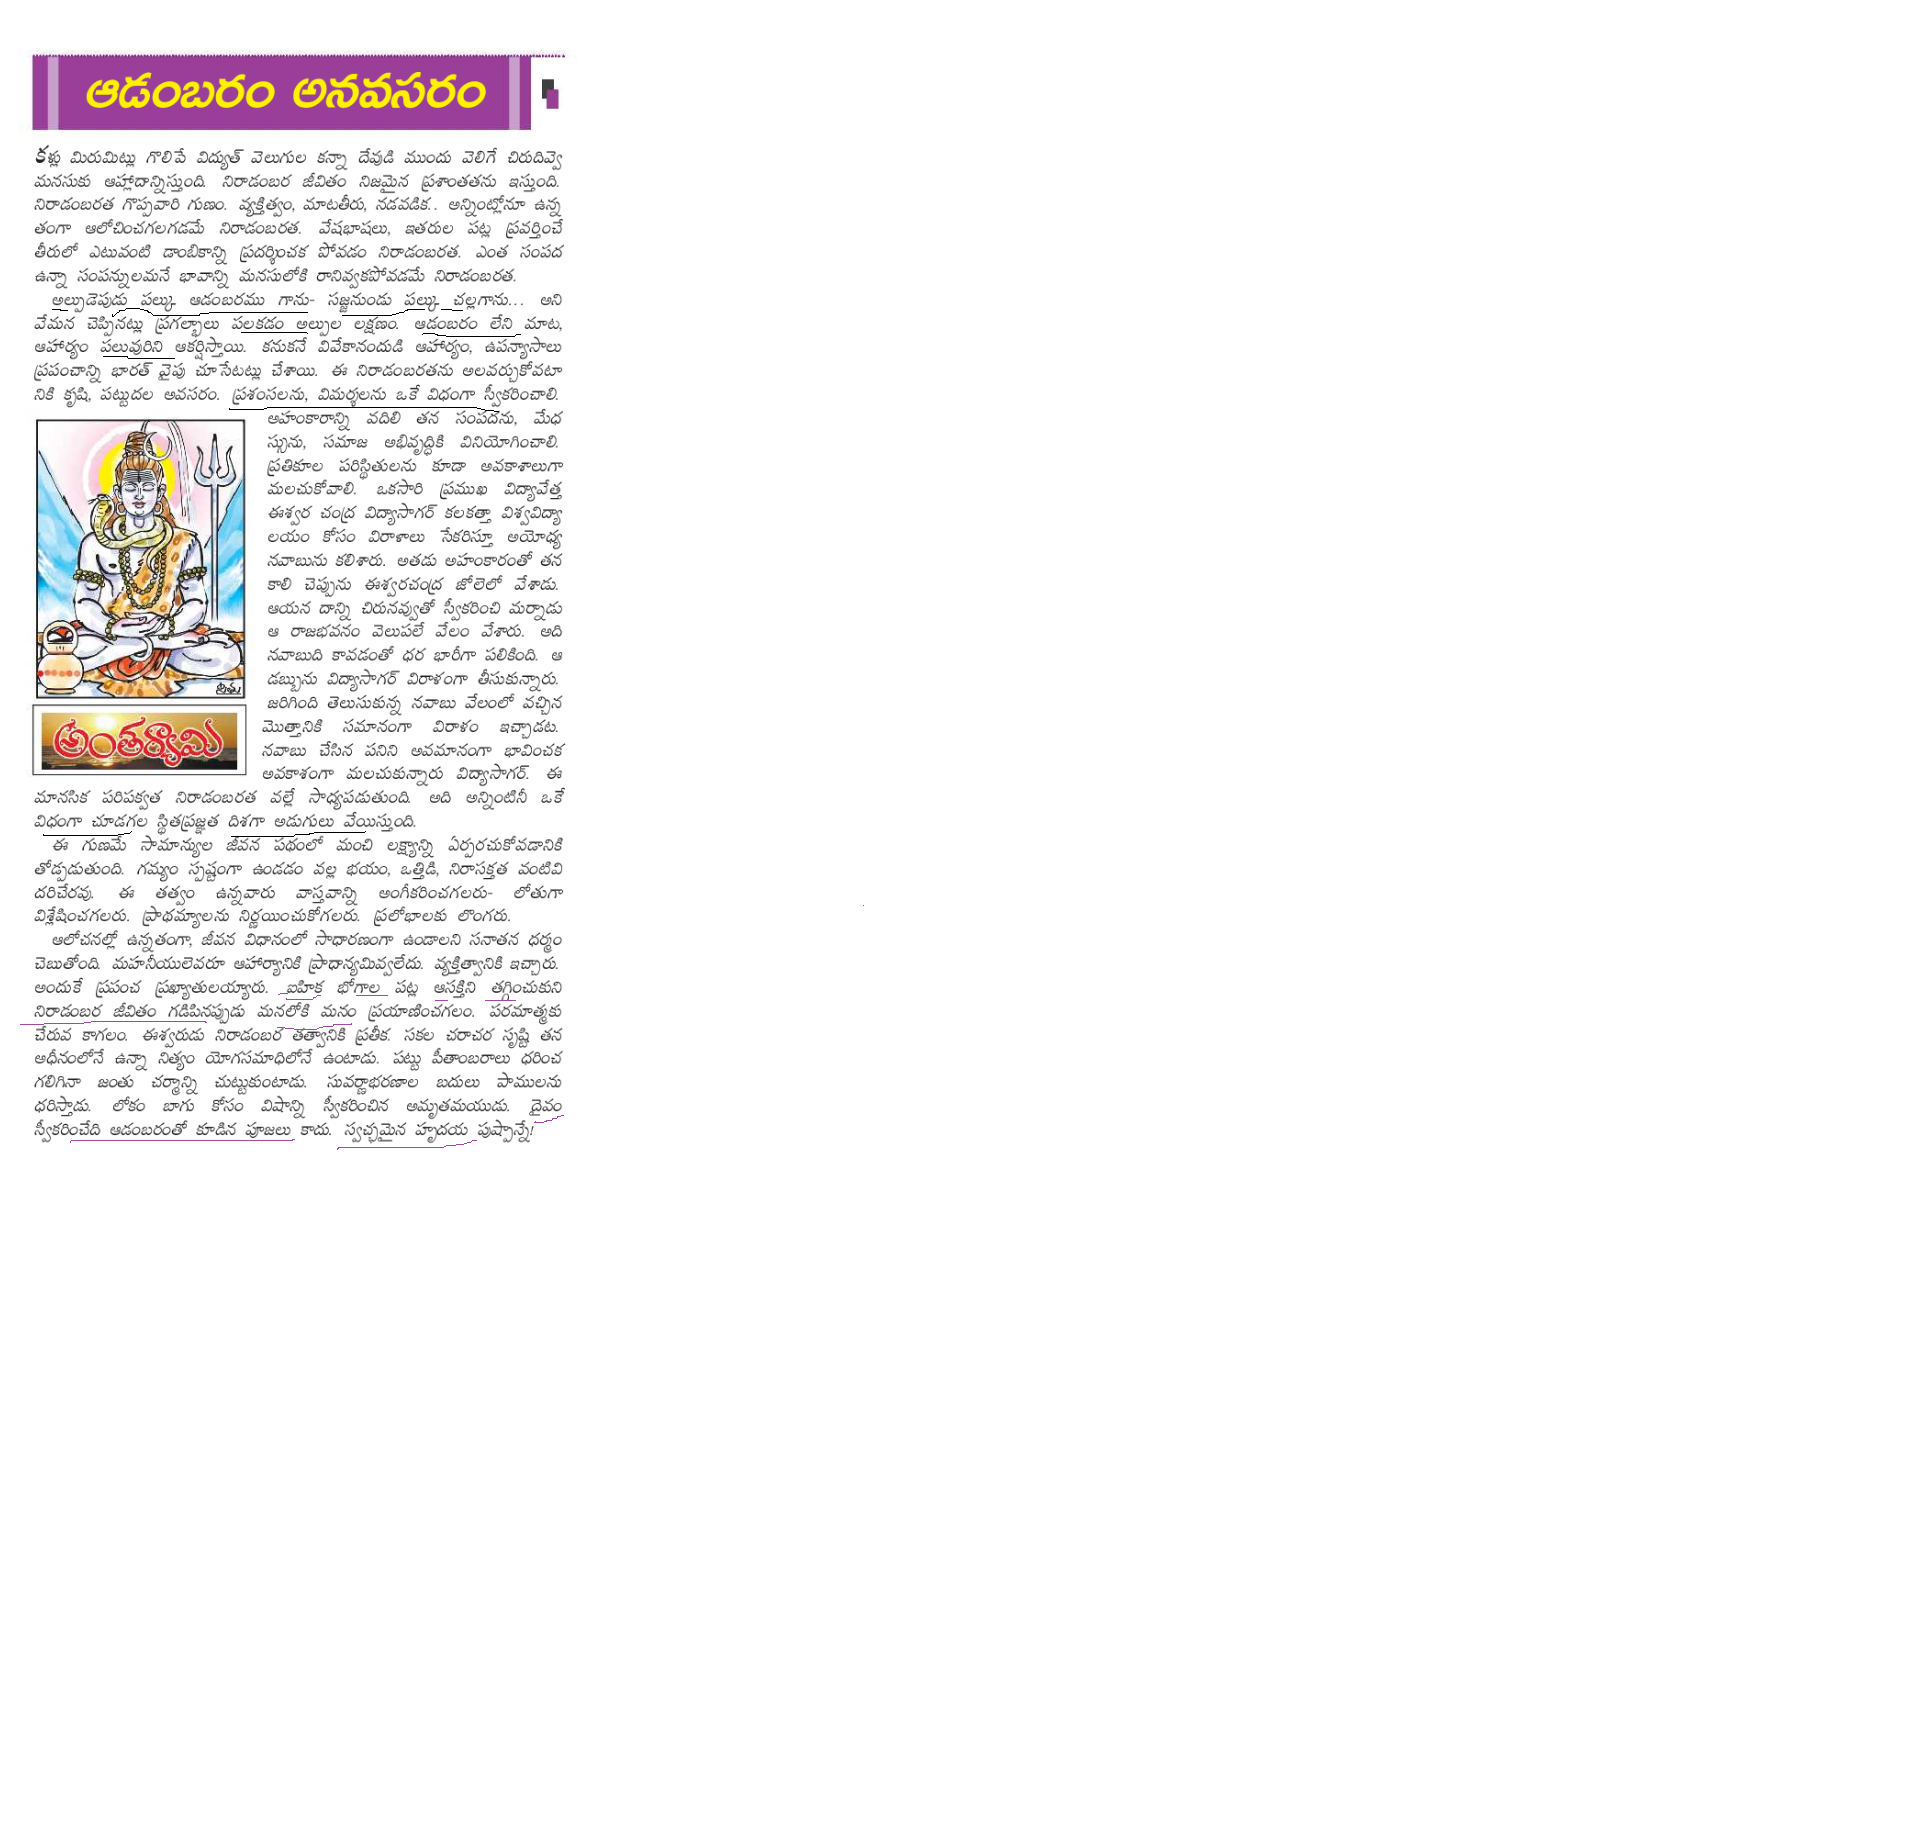 ఆడంబరం అనవసరం
కళ్లు మిరుమిట్లు గొలిపే విద్యుత్ వెలుగుల కన్నా దేవుడి ముందు వెలిగే చిరుదివ్వె
మనసుకు ఆహ్లాదాన్నిస్తుంది. నిరాడంబర జీవితం నిజమైన ప్రశాంతతను ఇస్తుంది.
నిరాడంబరత గొప్పవారి గుణం. వ్యక్తిత్వం, మాటతీరు, నడవడిక.. అన్నింట్లోనూ ఉన్న
తంగా ఆలోచించగలగడమే నిరాడంబరత. వేషభాషలు, ఇతరుల పట్ల ప్రవర్తించే
తీరులో ఎటువంటి డాంబికాన్ని ప్రదర్శించక పోవడం నిరాడంబరత. ఎంత సంపద
ఉన్నా సంపన్నులమనే భావాన్ని మనసులోకి రానివ్వకపోవడమే నిరాడంబరత.
అల్పుడెపుడు పల్కు ఆడంబరము గాను- సజ్జనుండు పల్కు చల్లగాను... అని
వేమన చెప్పినట్లు ప్రగల్భాలు పలకడం అల్పుల లక్షణం. ఆడంబరం లేని మాట,
ఆహార్యం పలువురిని ఆకర్షిస్తాయి. కనుకనే వివేకానందుడి ఆహార్యం, ఉపన్యాసాలు
ప్రపంచాన్ని భారత్ వైపు చూసేటట్లు చేశాయి. ఈ నిరాడంబరతను అలవర్చుకోవటా
నికి కృషి, పట్టుదల అవసరం. ప్రశంసలను, విమర్శలను ఒకే విధంగా స్వీకరించాలి.
అహంకారాన్ని వదిలి తన సంపదను, మేధ
స్సును, సమాజ అభివృద్ధికి వినియోగించాలి.
ప్రతికూల పరిస్థితులను కూడా అవకాశాలుగా
మలచుకోవాలి. ఒకసారి ప్రముఖ విద్యావేత్త
ఈశ్వర చంద్ర విద్యాసాగర్ కలకత్తా విశ్వవిద్యా
లయం కోసం విరాళాలు సేకరిస్తూ అయోధ్య
నవాబును కలిశారు. అతడు అహంకారంతో తన
కాలి చెప్పును ఈశ్వరచంద్ర జోలెలో వేశాడు.
ఆయన దాన్ని చిరునవ్వుతో స్వీకరించి మర్నాడు
ఆ రాజభవనం వెలుపలే వేలం వేశారు. అది
నవాబుది కావడంతో ధర భారీగా పలికింది. ఆ
డబ్బును విద్యాసాగర్ విరాళంగా తీసుకున్నారు.
జరిగింది తెలుసుకున్న నవాబు వేలంలో వచ్చిన
మొత్తానికి సమానంగా విరాళం ఇచ్చాడట.
నవాబు చేసిన పనిని అవమానంగా భావించక
అవకాశంగా మలచుకున్నారు విద్యాసాగర్. ఈ
అంతర్యామి
మానసిక పరిపక్వత నిరాడంబరత వల్లే సాధ్యపడుతుంది. అది అన్నింటినీ ఒకే
విధంగా చూడగల స్థితప్రజ్ఞత దిశగా అడుగులు వేయిస్తుంది.
ఈ గుణమే సామాన్యుల జీవన పథంలో మంచి లక్ష్యాన్ని ఏర్పరచుకోవడానికి
తోడ్పడుతుంది. గమ్యం స్పష్టంగా ఉండడం వల్ల భయం, ఒత్తిడి, నిరాసక్తత వంటివి
దరిచేరవు. ఈ తత్వం ఉన్నవారు వాస్తవాన్ని అంగీకరించగలరు- లోతుగా
విశ్లేషించగలరు. ప్రాథమ్యాలను నిర్ణయించుకోగలరు. ప్రలోభాలకు లొంగరు.
ఆలోచనల్లో ఉన్నతంగా, జీవన విధానంలో సాధారణంగా ఉండాలని సనాతన ధర్మం
చెబుతోంది. మహనీయులెవరూ ఆహార్యానికి ప్రాధాన్యమివ్వలేదు. వ్యక్తిత్వానికి ఇచ్చారు.
అందుకే ప్రపంచ ప్రఖ్యాతులయ్యారు. ఐహిక భోగాల పట్ల ఆసక్తిని తగ్గించుకుని
నిరాడంబర జీవితం గడిపినప్పుడు మనలోకి మనం ప్రయాణించగలం. పరమాత్మకు
చేరువ కాగలం. ఈశ్వరుడు నిరాడంబర తత్వానికి ప్రతీక. సకల చరాచర సృష్టి తన
అధీనంలోనే ఉన్నా నిత్యం యోగసమాధిలోనే ఉంటాడు. పట్టు పీతాంబరాలు ధరించ
గలిగినా జంతు చర్మాన్ని చుట్టుకుంటాడు. సువర్ణాభరణాల బదులు పాములను
ధరిస్తాడు. లోకం బాగు కోసం విషాన్ని స్వీకరించిన అమృతమయుడు. దైవం
స్వీకరించేది ఆడంబరంతో కూడిన పూజలు కాదు. స్వచ్ఛమైన హృదయ పుష్పాన్నే!